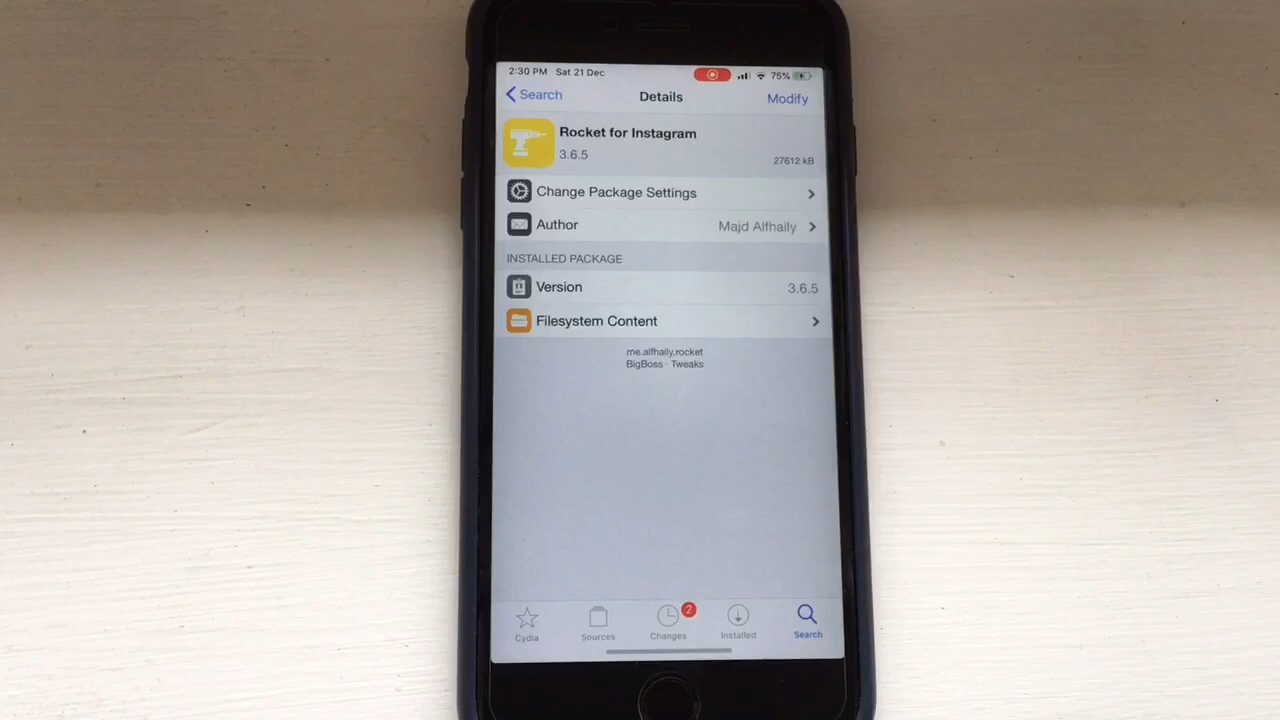 2:30 PM Sat 21 Dec 75%
Search Details Modify
Rocket for Instagram
3.6.5 27612 kB
Change Package Settings
Author Majd Alfhaily
INSTALLED PACKAGE
Version 3.6.5
Filesystem Content
me.alfhaily.rocket
BigBoss · Tweaks
2
Cydia Sources Changes Installed Search